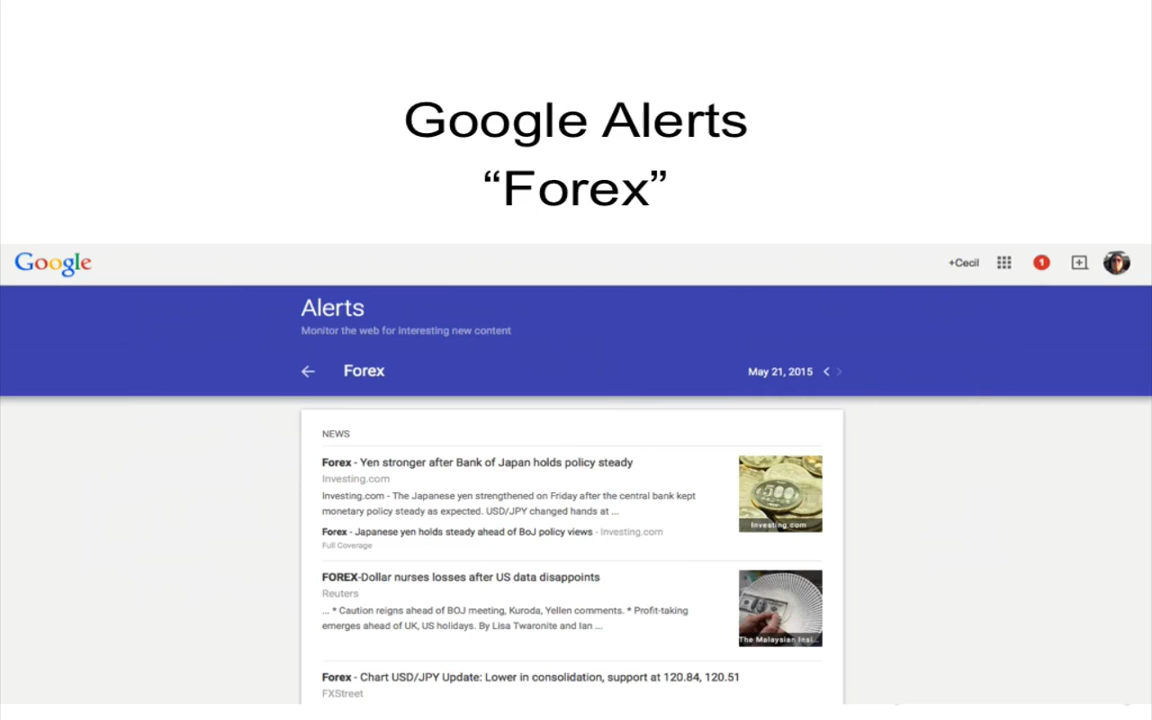 Google Alerts
“Forex”
Google
+Cecil
1
Alerts
Monitor the web for interesting new content
Forex
May 21, 2015
NEWS
Forex - Yen stronger after Bank of Japan holds policy steady
Investing.com
Investing.com - The Japanese yen strengthened on Friday after the central bank kept
monetary policy steady as expected. USD/JPY changed hands at ...
Forex - Japanese yen holds steady ahead of BoJ policy views - Investing.com
Full Coverage
500
Investing.com
FOREX-Dollar nurses losses after US data disappoints
Reuters
... * Caution reigns ahead of BOJ meeting, Kuroda, Yellen comments. * Profit-taking
emerges ahead of UK, US holidays. By Lisa Twaronite and Ian ...
The Malaysian Insi...
Forex - Chart USD/JPY Update: Lower in consolidation, support at 120.84, 120.51
FXStreet